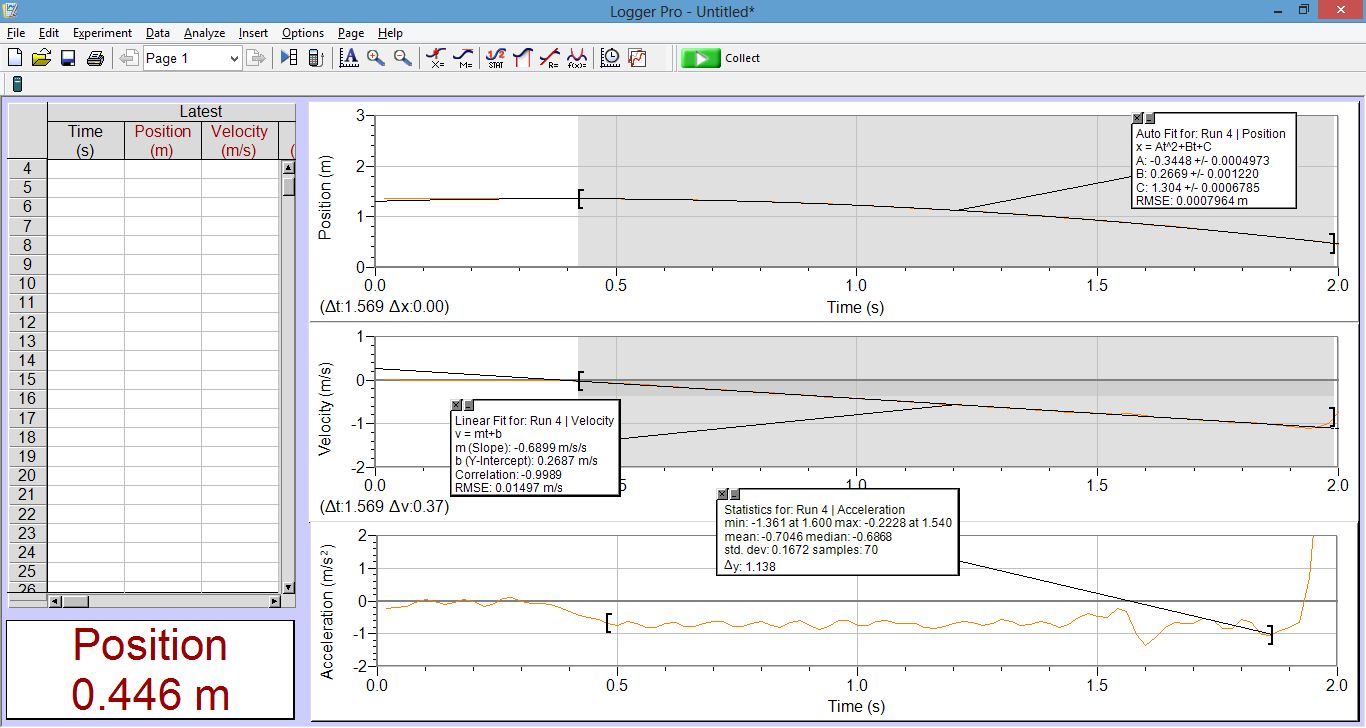 Logger Pro - Untitled*
File Edit Experiment Data Analyze Insert Options Page Help
Page 1
X= M= STAT R= f(x)=
Collect
Latest
Time Position Velocity
(s) (m) (m/s) (
4
5
6
7
8
9
10
11
12
13
14
15
16
17
18
19
20
21
22
23
24
25
26
Position
0.446 m
3
2
1
0
Position (m)
0.0 0.5 1.0 1.5 2.0
(Δt:1.569 Δx:0.00)
Time (s)
Auto Fit for: Run 4 | Position
x = At^2+Bt+C
A: -0.3448 +/- 0.0004973
B: 0.2669 +/- 0.001220
C: 1.304 +/- 0.0006785
RMSE: 0.0007964 m
1
0
-1
-2
Velocity (m/s)
0.0 5 1.0 1.5 2.0
(Δt:1.569 Δv:0.37)
Linear Fit for: Run 4 | Velocity
v = mt+b
m (Slope): -0.6899 m/s/s
b (Y-Intercept): 0.2687 m/s
Correlation: -0.9989
RMSE: 0.01497 m/s
Statistics for: Run 4 | Acceleration
min: -1.361 at 1.600 max: -0.2228 at 1.540
mean: -0.7046 median: -0.6868
std. dev: 0.1672 samples: 70
Δy: 1.138
2
1
0
-1
-2
Acceleration (m/s²)
0.0 0.5 1.0 1.5 2.0
Time (s)